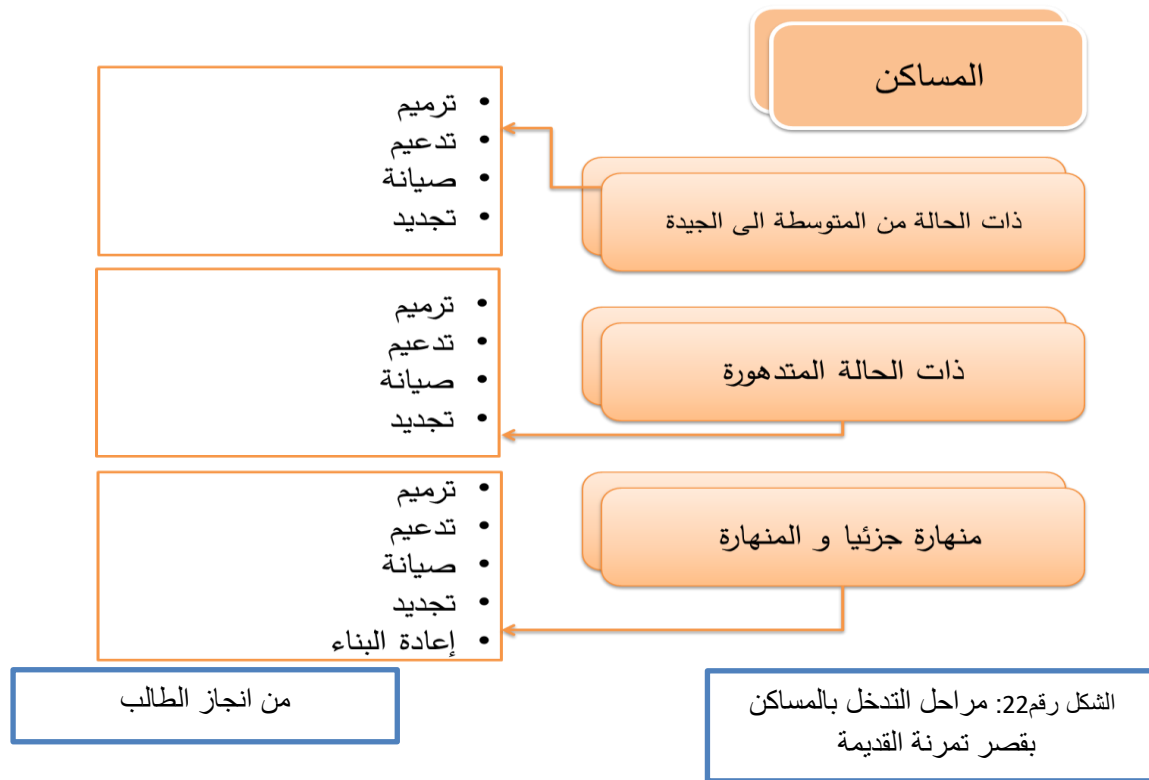 المساكن
ذات الحالة من المتوسطة الى الجيدة
• ترميم
• تدعيم
• صيانة
• تجديد
ذات الحالة المتدهورة
• ترميم
• تدعيم
• صيانة
• تجديد
منهارة جزئيا و المنهارة
• ترميم
• تدعيم
• صيانة
• تجديد
• إعادة البناء
الشكل رقم22: مراحل التدخل بالمساكن
بقصر تمرنة القديمة
من انجاز الطالب